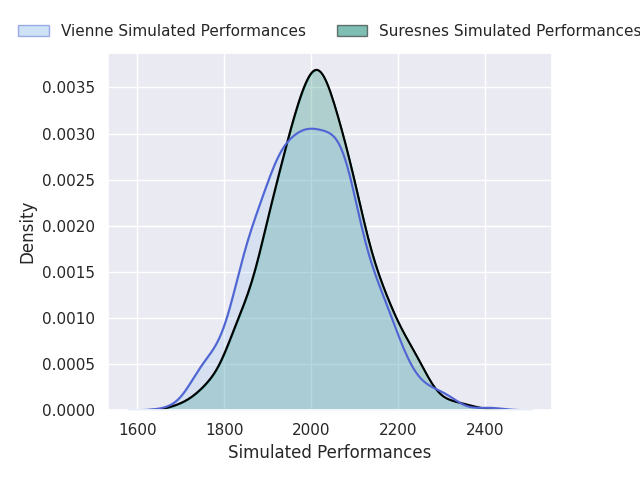 Vienne Simulated Performances
Suresnes Simulated Performances
0.0035
0.0030
0.0025
0.0020
0.0015
0.0010
0.0005
0.0000
Density
1600 1800 2000 2200 2400
Simulated Performances